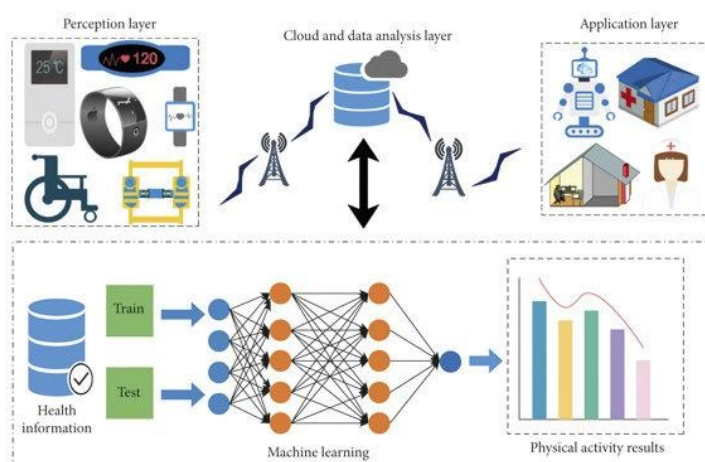 Perception layer
Cloud and data analysis layer
Application layer
25°C
120
Train
Test
Health
information
Machine learning
Physical activity results